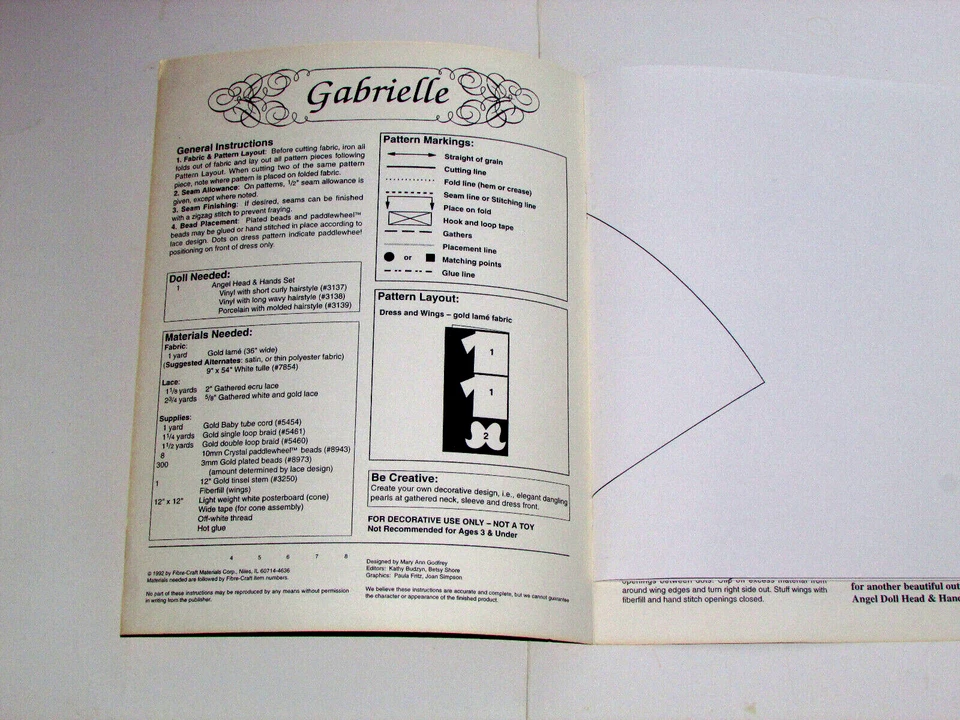 Gabrielle
General Instructions
1. Fabric & Pattern Layout: Before cutting fabric, iron all
folds out of fabric and lay out all pattern pieces following
Pattern Layout. When cutting two of the same pattern
piece, note where pattern is placed on folded fabric.
2. Seam Allowance: On patterns, 1/2" seam allowance is
given, except where noted.
3. Seam Finishing: if desired, seams can be finished
with a zigzag stitch to prevent fraying.
4. Bead Placement: Plated beads and paddlewheel™
beads may be glued or hand stitched in place according to
lace design. Dots on dress pattern indicate paddlewheel
positioning on front of dress only.
Doll Needed:
1 Angel Head & Hands Set
Vinyl with short curly hairstyle (#3137)
Vinyl with long wavy hairstyle (#3138)
Porcelain with molded hairstyle (#3139)
Materials Needed:
Fabric:
1 yard Gold lamé (36" wide)
(Suggested Alternates: satin, or thin polyester fabric)
9" x 54" White tulle (#7854)
Lace:
1 1/8 yards 2" Gathered ecru lace
2 3/4 yards 5/8" Gathered white and gold lace
Supplies:
1 yard Gold Baby tube cord (#5454)
1 1/4 yards Gold single loop braid (#5461)
1 1/2 yards Gold double loop braid (#5460)
8 10mm Crystal paddlewheel™ beads (#8943)
300 3mm Gold plated beads (#8973)
(amount determined by lace design)
1 12" Gold tinsel stem (#3250)
Fiberfill (wings)
12" x 12" Light weight white posterboard (cone)
Wide tape (for cone assembly)
Off-white thread
Hot glue
Pattern Markings:
Straight of grain
Cutting line
Fold line (hem or crease)
Seam line or Stitching line
Place on fold
Hook and loop tape
Gathers
Placement line
or Matching points
Glue line
Pattern Layout:
Dress and Wings – gold lamé fabric
1
1
2
Be Creative:
Create your own decorative design, i.e., elegant dangling
pearls at gathered neck, sleeve and dress front.
FOR DECORATIVE USE ONLY – NOT A TOY
Not Recommended for Ages 3 & Under
4 5 6 7 8
© 1992 by Fibre-Craft Materials Corp., Niles, IL 60714-4636
Materials needed are followed by Fibre-Craft item numbers.
No part of these instructions may be reproduced by any means without permission
in writing from the publisher.
Designed by Mary Ann Godfrey
Editors: Kathy Budzyn, Betsy Shore
Graphics: Paula Fritz, Joan Simpson
We believe these instructions are accurate and complete, but we cannot guarantee
the character or appearance of the finished product.
openings between dots. Clip off excess material from
around wing edges and turn right side out. Stuff wings with
fiberfill and hand stitch openings closed.
for another beautiful out
Angel Doll Head & Hand